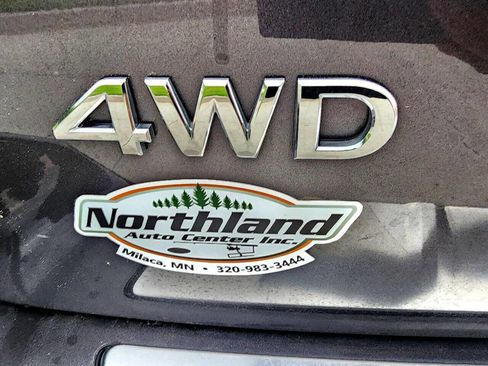 4WD
Northland
Auto Center Inc.
Milaca, MN • 320-983-3444